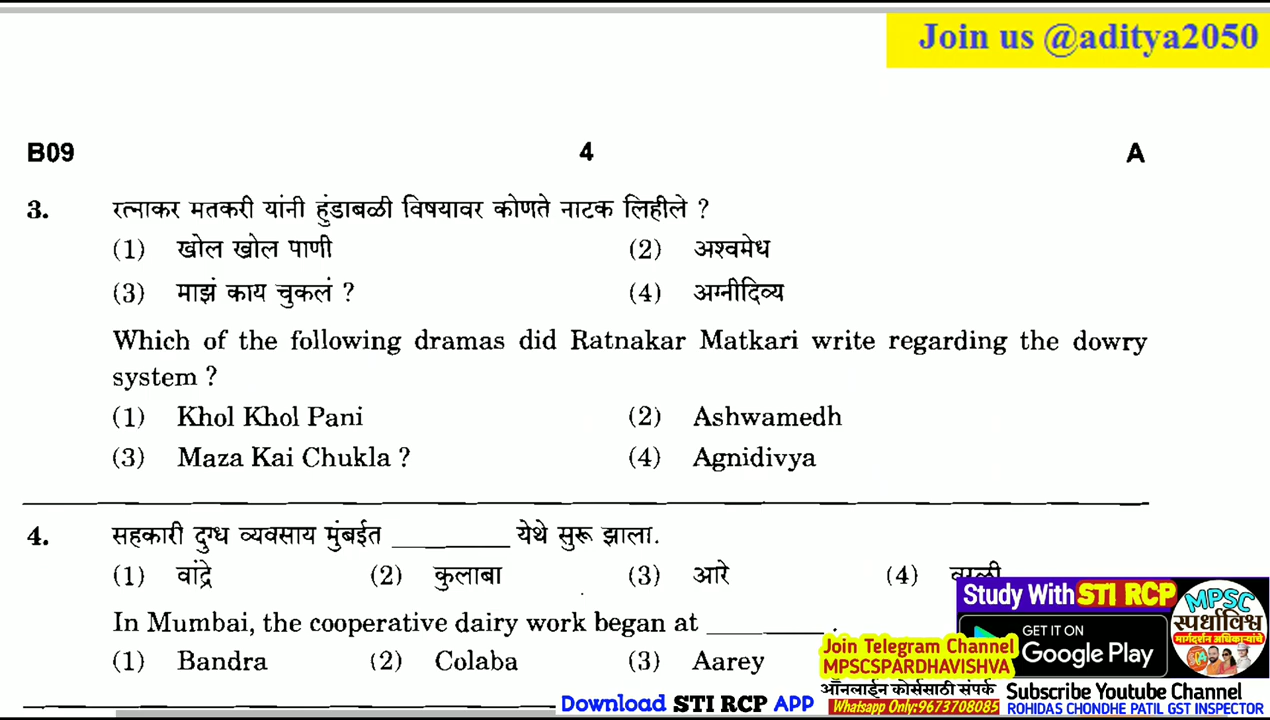 Join us @aditya2050
B09 4 A
3. रत्नाकर मतकरी यांनी हुंडाबळी विषयावर कोणते नाटक लिहीले ?
(1) खोल खोल पाणी (2) अश्वमेध
(3) माझं काय चुकलं ? (4) अग्नीदिव्य
Which of the following dramas did Ratnakar Matkari write regarding the dowry
system ?
(1) Khol Khol Pani (2) Ashwamedh
(3) Maza Kai Chukla ? (4) Agnidivya
4. सहकारी दुग्ध व्यवसाय मुंबईत ________ येथे सुरू झाला.
(1) वांद्रे (2) कुलाबा (3) आरे (4)
In Mumbai, the cooperative dairy work began at ________.
(1) Bandra (2) Colaba (3) Aarey
Study With STI RCP
GET IT ON
Google Play
MPSC
स्पर्धाविश्व
मार्गदर्शन अधिकाऱ्यांचे
Join Telegram Channel
MPSCSPARDHAVISHVA
ऑनलाईन कोर्ससाठी संपर्क
Whatsapp Only:9673708085
Subscribe Youtube Channel
ROHIDAS CHONDHE PATIL GST INSPECTOR
Download STI RCP APP